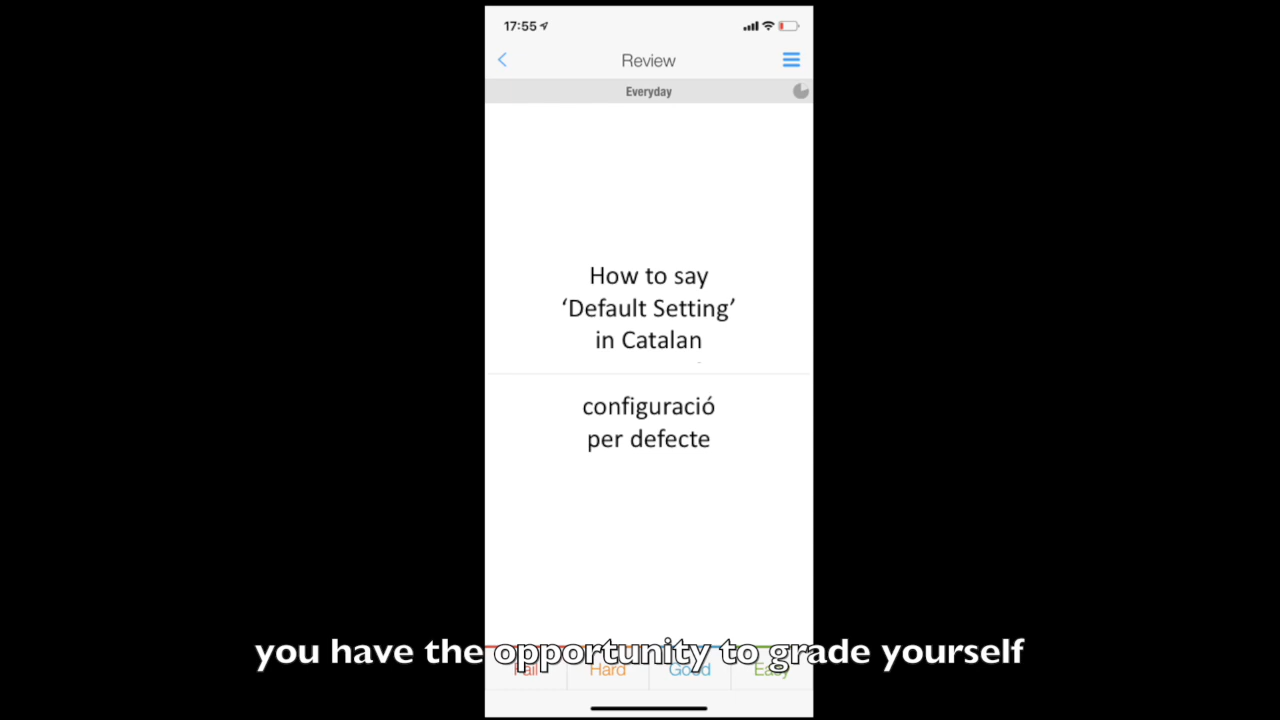 17:55
Review
Everyday
How to say
‘Default Setting’
in Catalan
configuració
per defecte
you have the opportunity to grade yourself
Fail Hard Good Easy